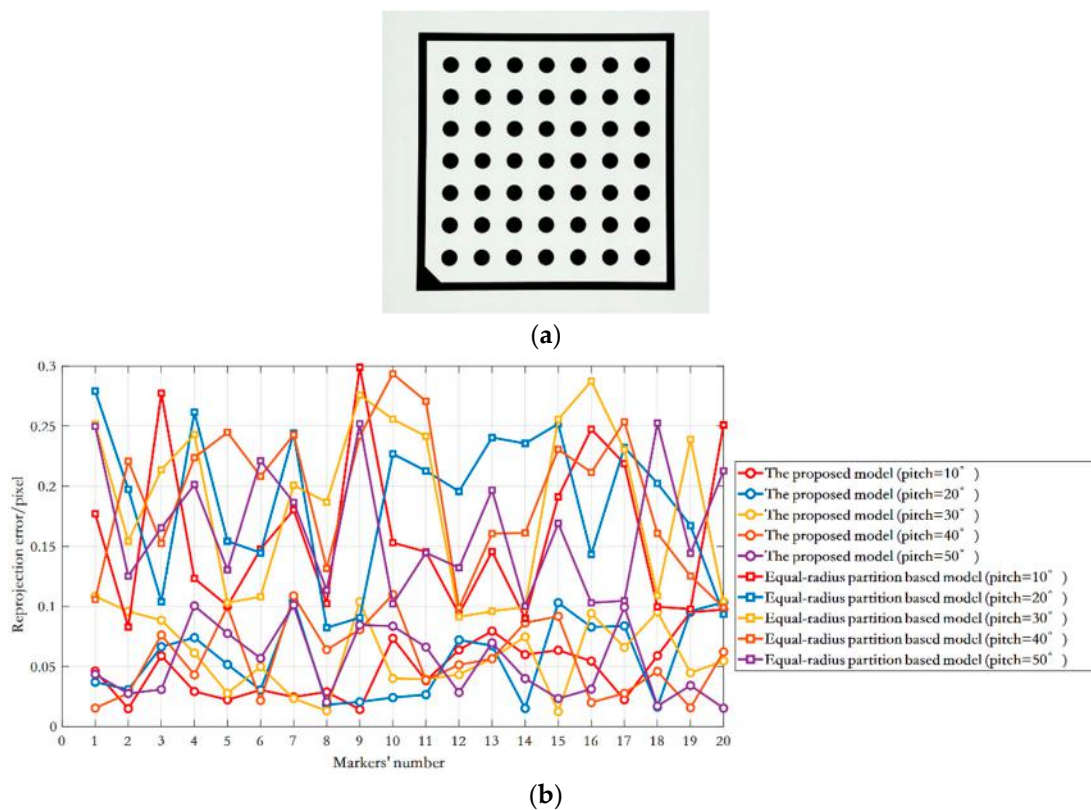 (a)
0.3
0.25
0.2
0.15
0.1
0.05
0
Reprojection error/pixel
0 1 2 3 4 5 6 7 8 9 10 11 12 13 14 15 16 17 18 19 20
Markers' number
The proposed model (pitch=10° )
The proposed model (pitch=20° )
The proposed model (pitch=30° )
The proposed model (pitch=40° )
The proposed model (pitch=50° )
Equal-radius partition based model (pitch=10° )
Equal-radius partition based model (pitch=20° )
Equal-radius partition based model (pitch=30° )
Equal-radius partition based model (pitch=40° )
Equal-radius partition based model (pitch=50° )
(b)